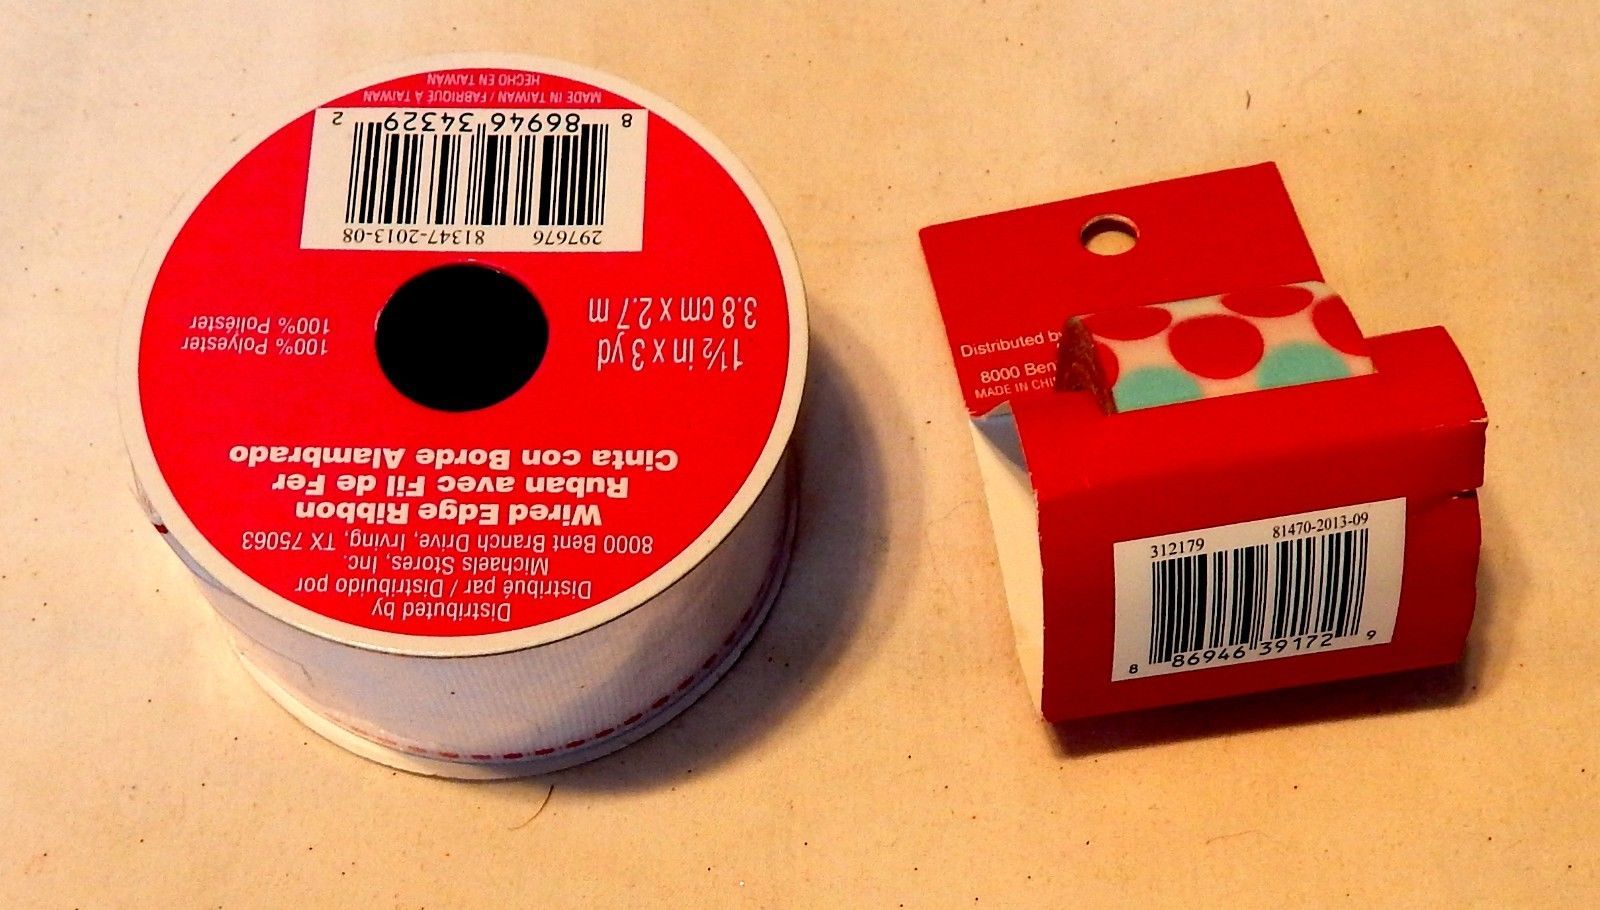 Distributed by
Distribué par / Distribuido por
Michaels Stores, Inc.
8000 Bent Branch Drive, Irving, TX 75063
Wired Edge Ribbon
Ruban avec Fil de Fer
Cinta con Borde Alambrado
1½ in x 3 yd
3.8 cm x 2.7 m
100% Polyester
100% Poliéster
297676 81347-2013-08
8 86946 34329 2
MADE IN TAIWAN / FABRIQUÉ À TAIWAN
HECHO EN TAIWAN
Distributed by
8000 Ben
MADE IN CHI
312179 81470-2013-09
8 86946 39172 9